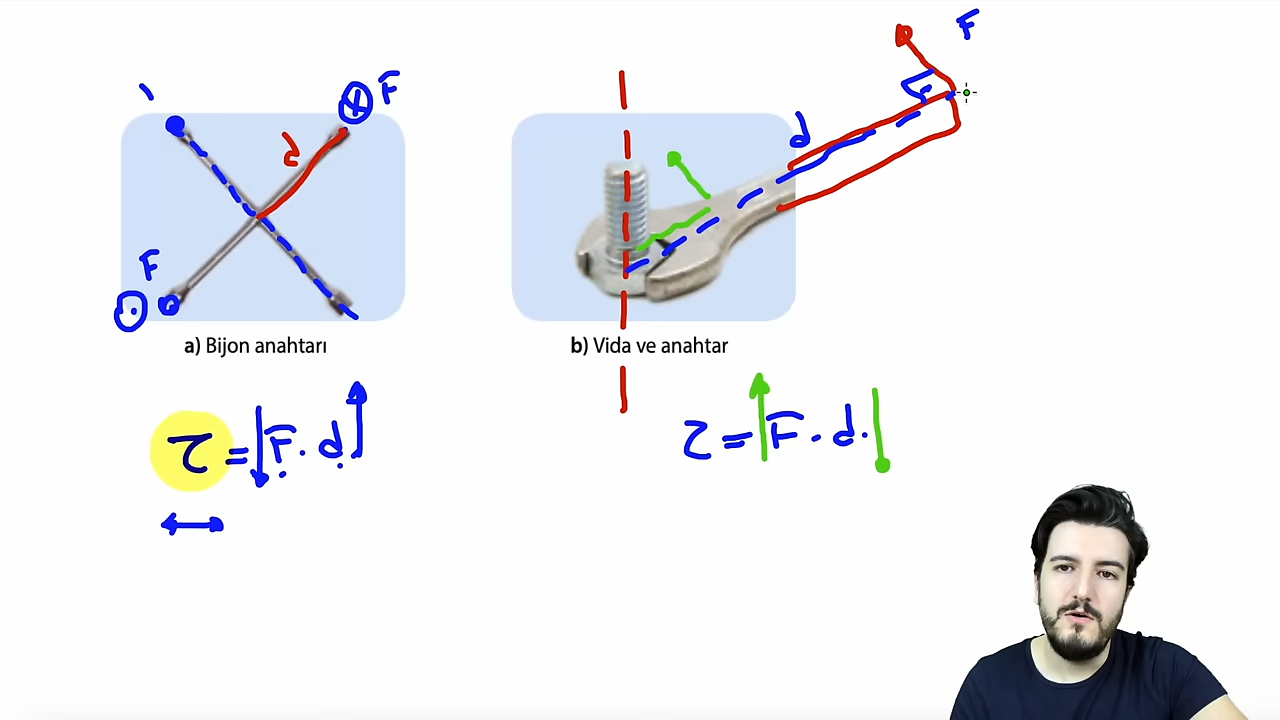 F
F
d
F
d
a) Bijon anahtarı
b) Vida ve anahtar
τ = F . d
τ = F . d.